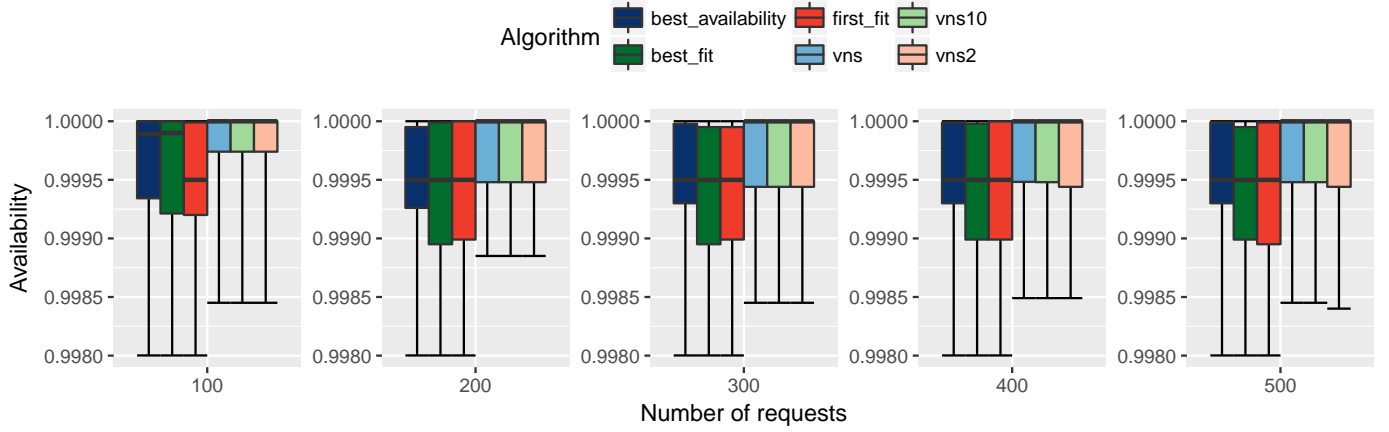 Algorithm
best_availability first_fit vns10
best_fit vns vns2
Availability
1.0000 1.0000 1.0000 1.0000 1.0000
0.9995 0.9995 0.9995 0.9995 0.9995
0.9990 0.9990 0.9990 0.9990 0.9990
0.9985 0.9985 0.9985 0.9985 0.9985
0.9980 0.9980 0.9980 0.9980 0.9980
100 200 300 400 500
Number of requests